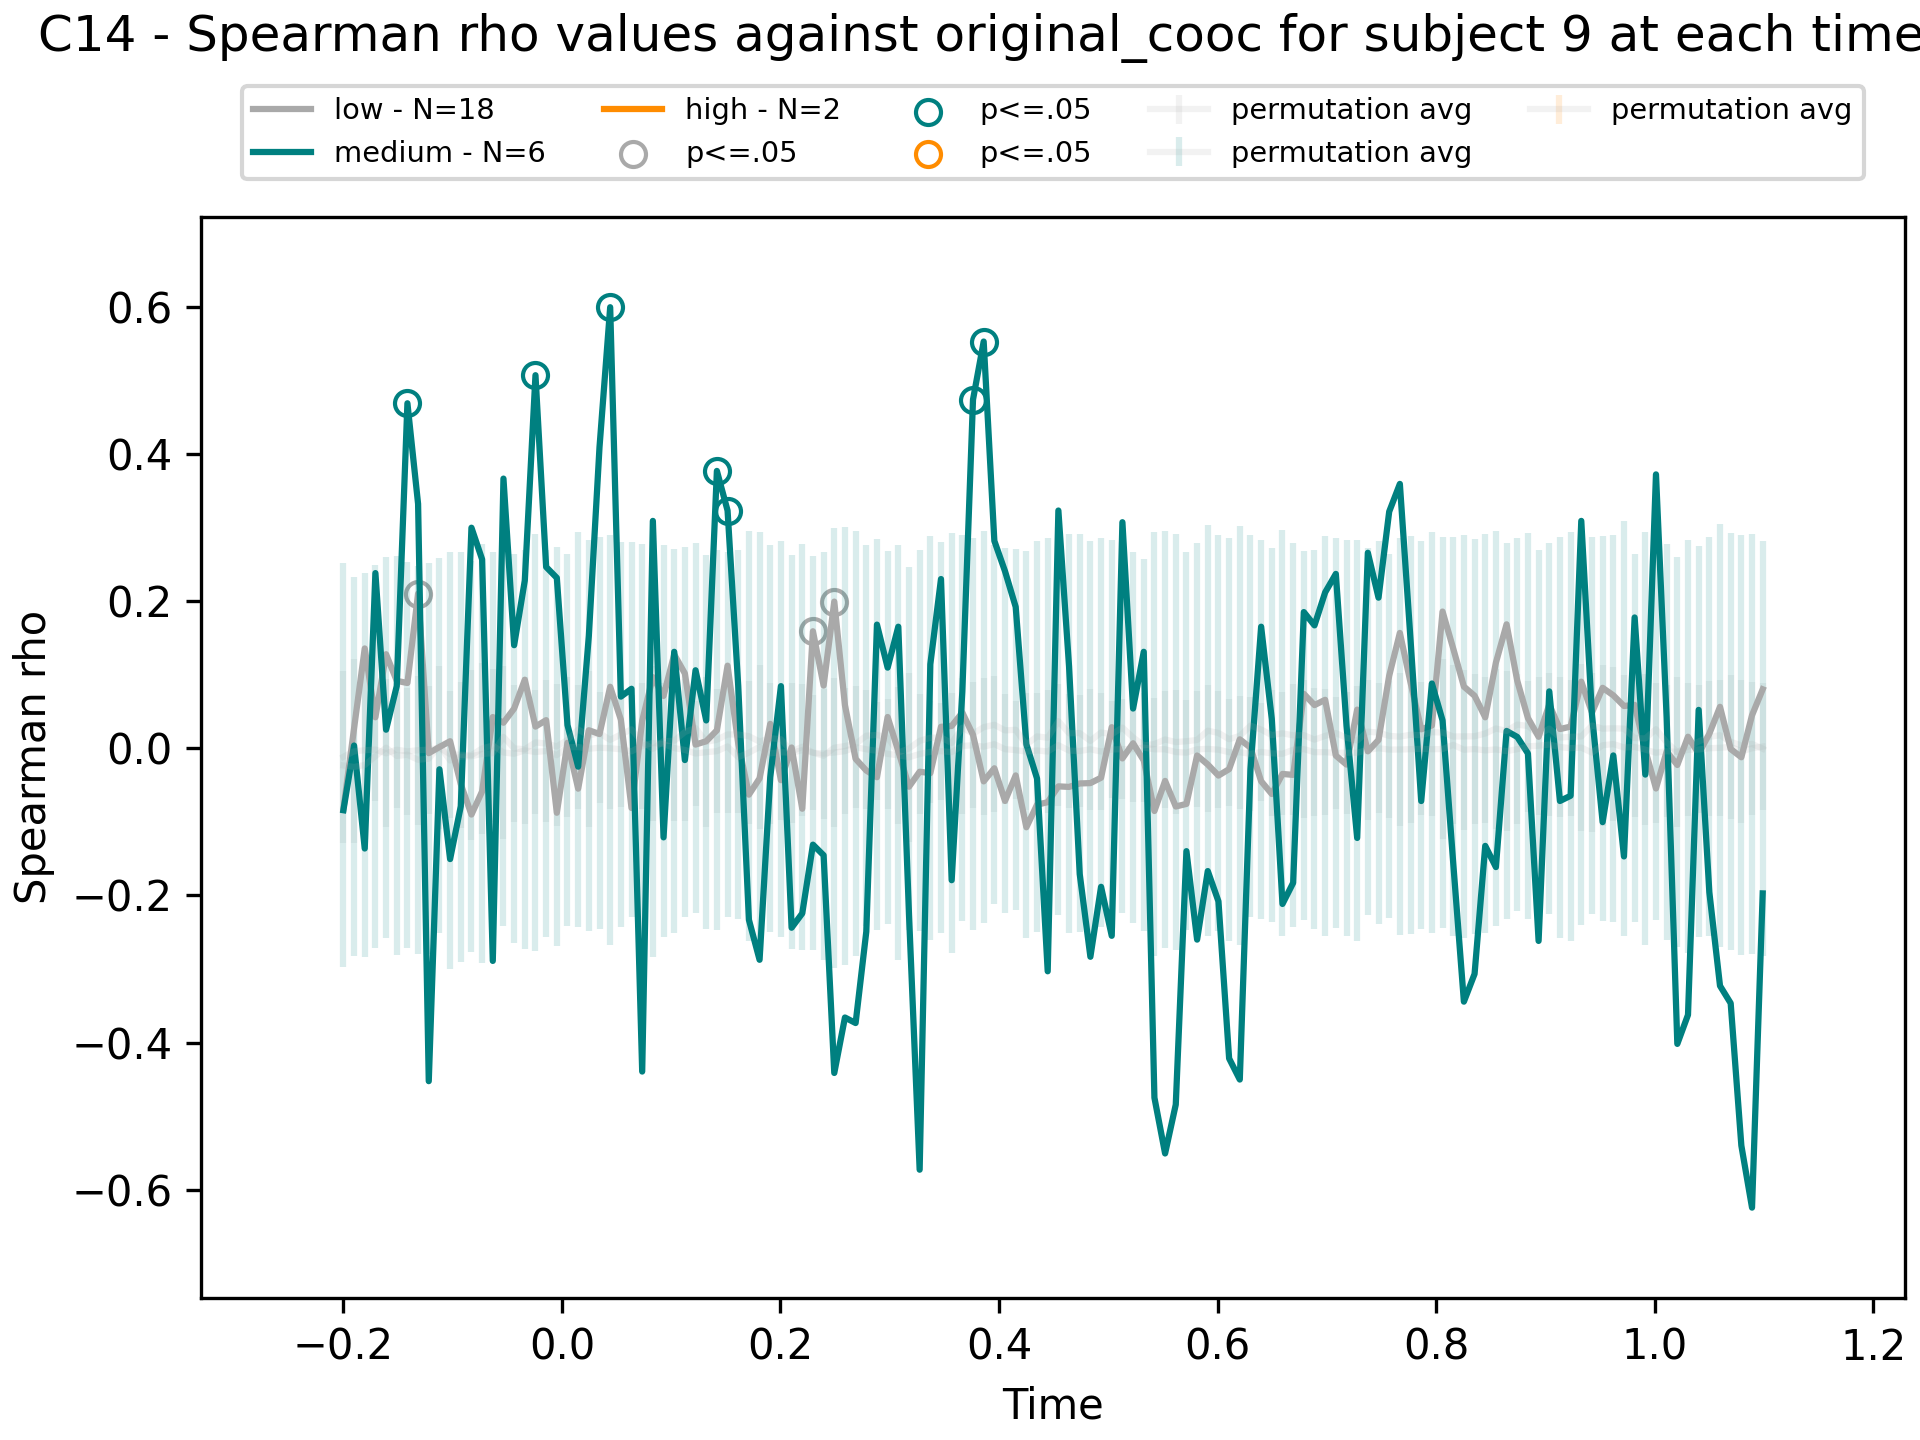 C14 - Spearman rho values against original_cooc for subject 9 at each time
low - N=18
medium - N=6
high - N=2
p<=.05
p<=.05
p<=.05
permutation avg
permutation avg
permutation avg
0.6
0.4
0.2
0.0
−0.2
−0.4
−0.6
Spearman rho
−0.2 0.0 0.2 0.4 0.6 0.8 1.0 1.2
Time